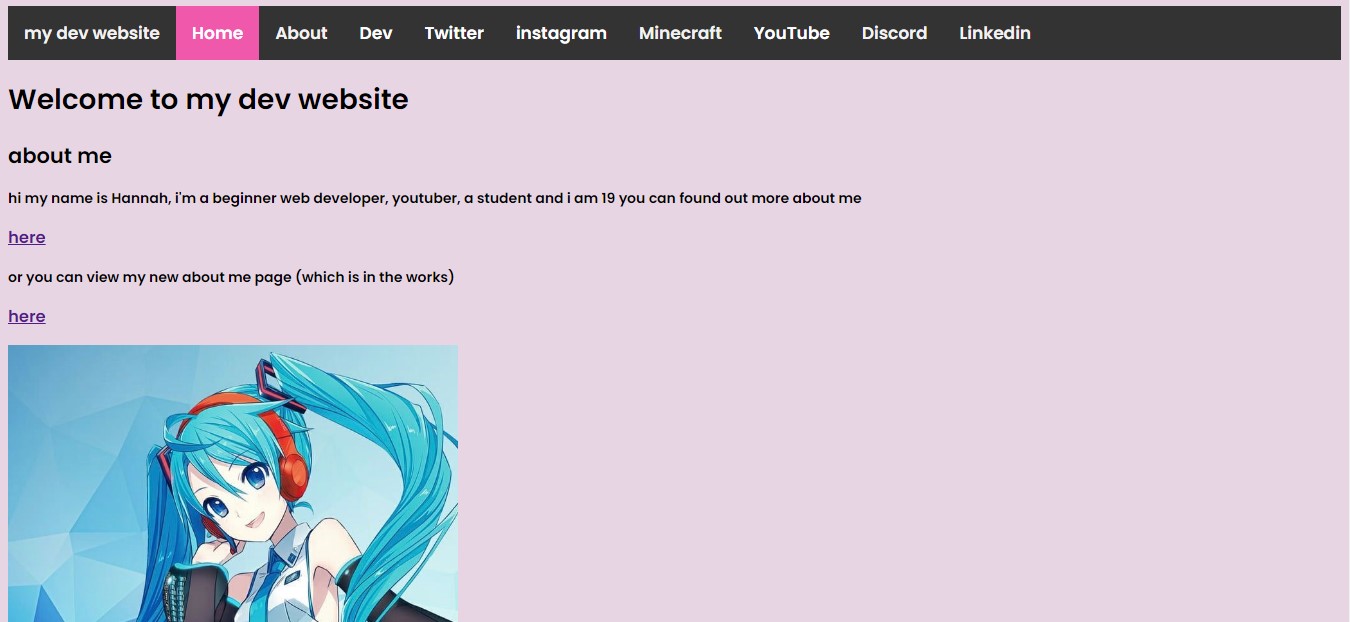 my dev website Home About Dev Twitter instagram Minecraft YouTube Discord Linkedin
Welcome to my dev website
about me
hi my name is Hannah, i'm a beginner web developer, youtuber, a student and i am 19 you can found out more about me
here
or you can view my new about me page (which is in the works)
here